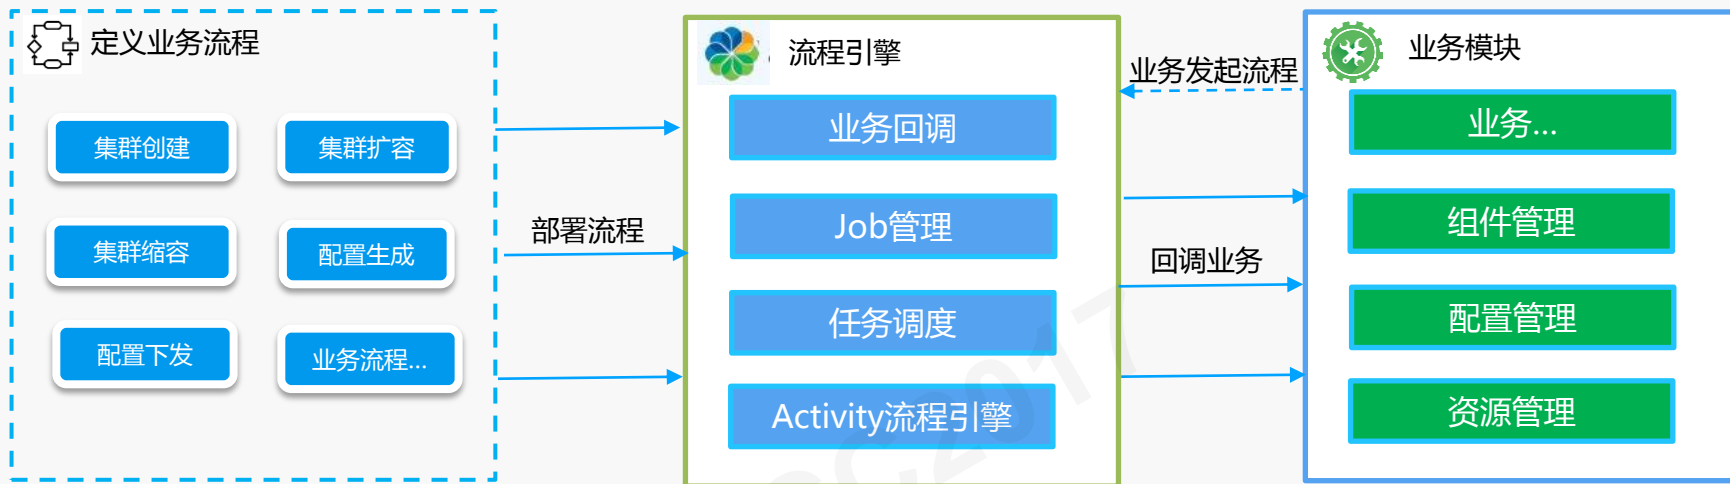 定义业务流程
集群创建
集群扩容
集群缩容
配置生成
配置下发
业务流程...
部署流程
流程引擎
业务回调
Job管理
任务调度
Activity流程引擎
业务发起流程
回调业务
业务模块
业务...
组件管理
配置管理
资源管理